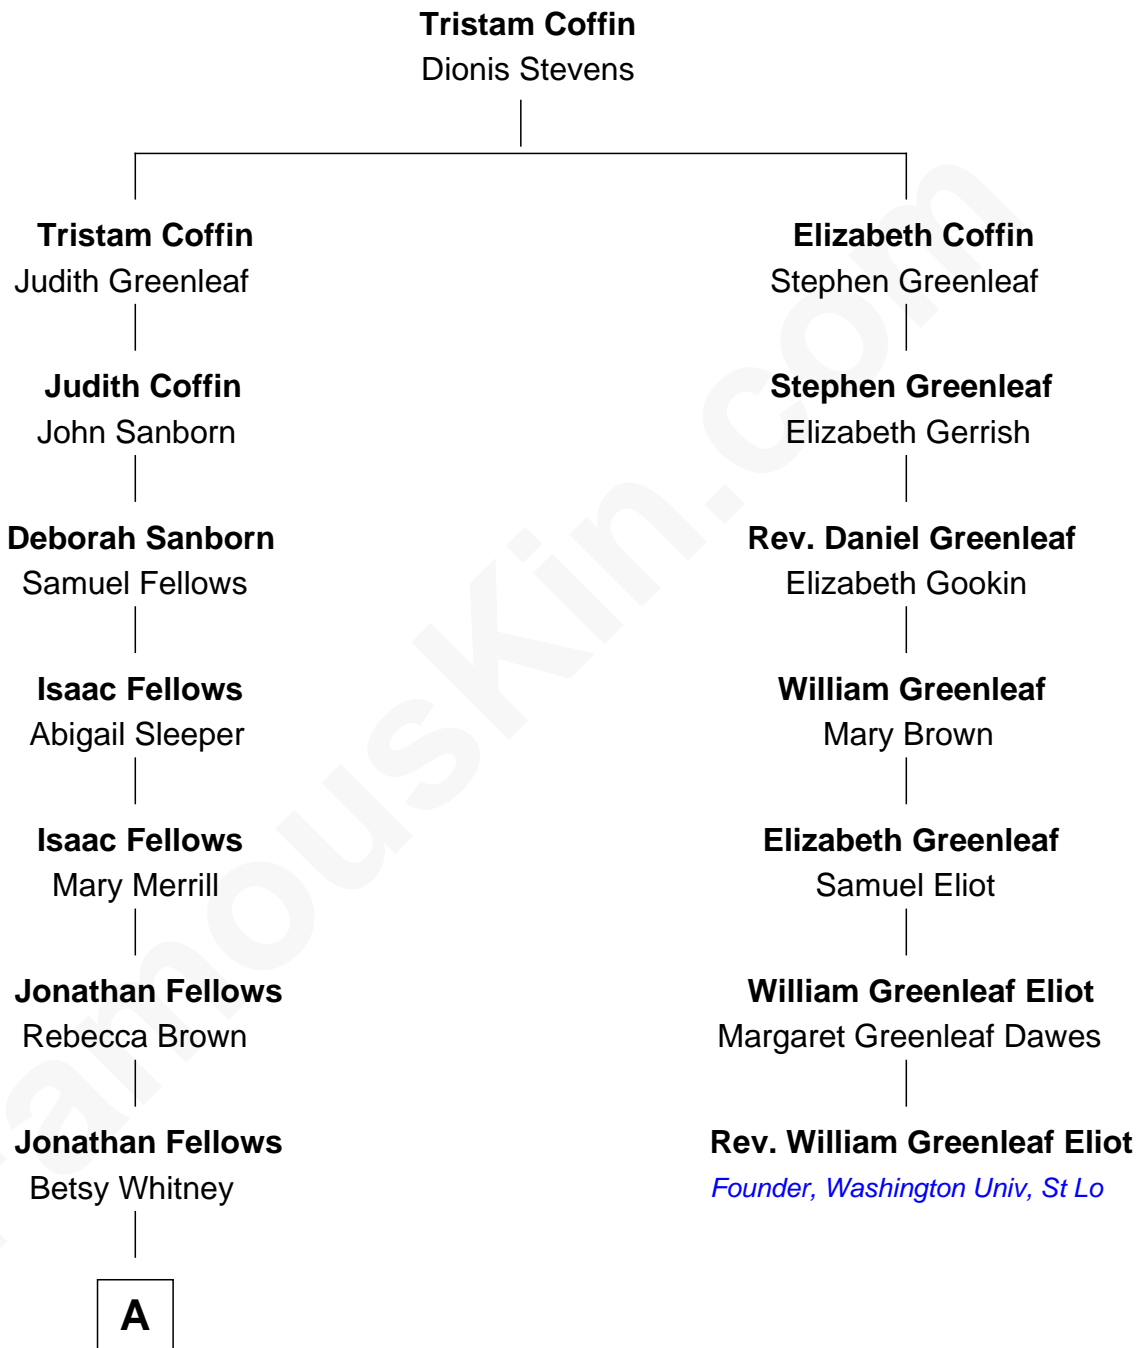 Tristam Coffin
Dionis Stevens
Tristam Coffin
Judith Greenleaf
Elizabeth Coffin
Stephen Greenleaf
Judith Coffin
John Sanborn
Stephen Greenleaf
Elizabeth Gerrish
Deborah Sanborn
Samuel Fellows
Rev. Daniel Greenleaf
Elizabeth Gookin
Isaac Fellows
Abigail Sleeper
William Greenleaf
Mary Brown
Isaac Fellows
Mary Merrill
Elizabeth Greenleaf
Samuel Eliot
Jonathan Fellows
Rebecca Brown
William Greenleaf Eliot
Margaret Greenleaf Dawes
Jonathan Fellows
Betsy Whitney
Rev. William Greenleaf Eliot
Founder, Washington Univ, St Lo
A
FamousKin.com